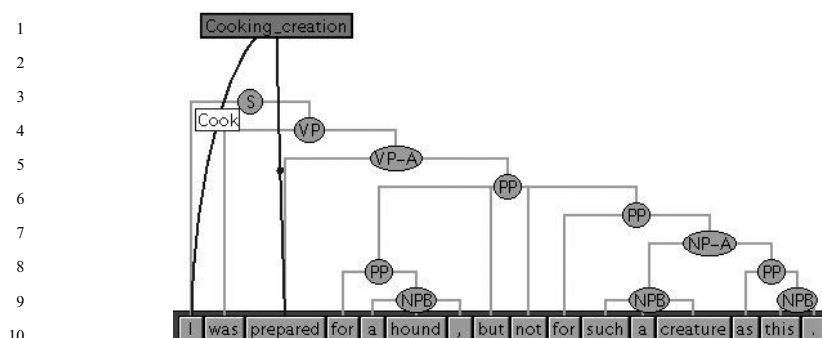 1
Cooking_creation
2
3
S
Cook
4
VP
5
VP-A
PP
6
PP
7
NP-A
8
PP
PP
9
NPB
NPB
NPB
10
I was prepared for a hound , but not for such a creature as this .